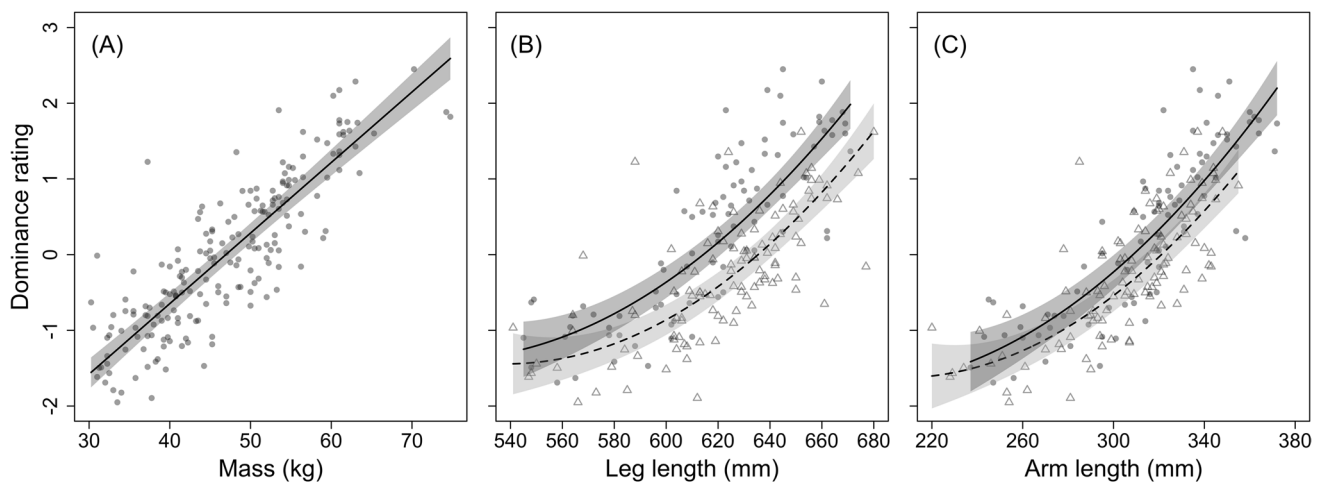 (A)
(B)
(C)
Dominance rating
3
2
1
0
-1
-2
30 40 50 60 70
540 560 580 600 620 640 660 680
220 260 300 340 380
Mass (kg)
Leg length (mm)
Arm length (mm)